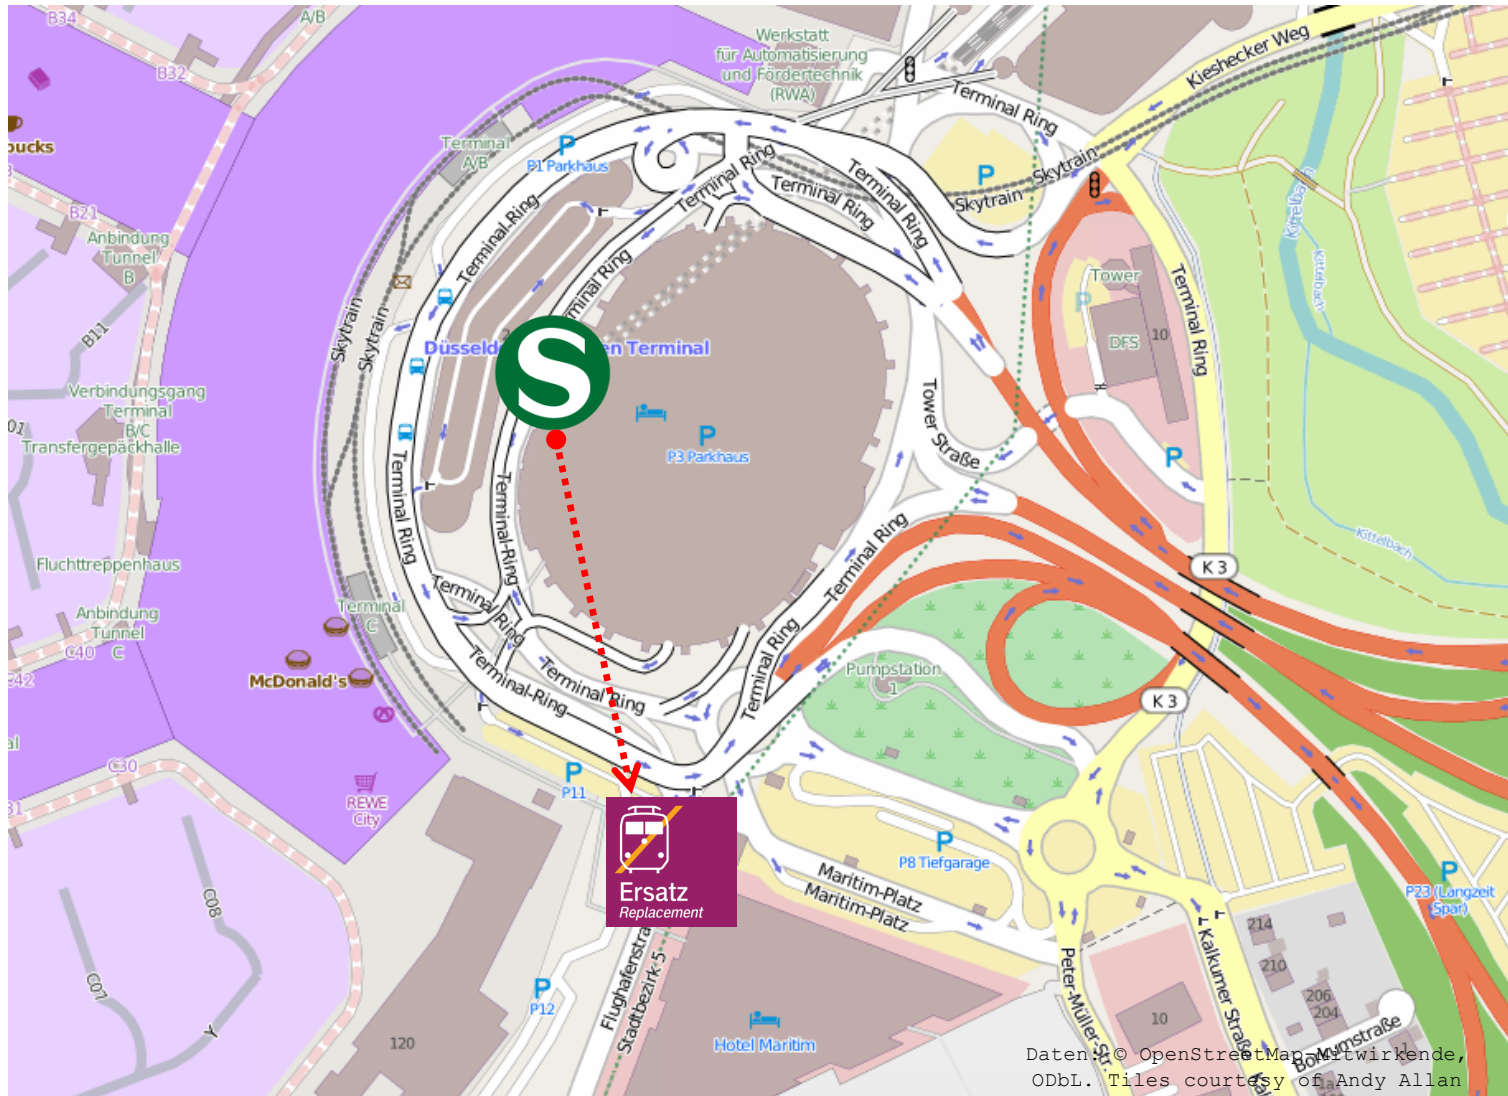 B34
A/B
B32
Werkstatt
für Automatisierung
und Fördertechnik
(RWA)
Kieshecker Weg
Terminal Ring
Terminal
A/B
P
P1 Parkhaus
Terminal Ring
Terminal Ring
Terminal Ring
Skytrain
P
Skytrain
bucks
B21
Anbindung
Tunnel
B
Terminal-Ring
Kittelbach
Kittelbach
Tower
P
Terminal Ring
B11
Skytrain
Skytrain
S
en Terminal
DFS
10
Verbindungsgang
Terminal
B/C
Transfergepäckhalle
P
P3 Parkhaus
Tower Straße
P
Terminal Ring
Terminal-Ring
Terminal Ring
Kittelbach
K 3
Fluchttreppenhaus
Anbindung
Tunnel
C
C40
Terminal
C
Terminal Ring
Terminal Ring
Pumpstation
1
McDonald's
Terminal-Ring
Terminal Ring
K 3
C30
P
P11
REWE
City
Ersatz
Replacement
P
P8 Tiefgarage
Maritim-Platz
Maritim-Platz
P
P23 (Langzeit
Spar)
C08
C07
Y
P
P12
120
Stadtbezirk 5
Hotel Maritim
Peter-Müller-Str.
Kalkumer Straße
10
214
210
206
204
Daten: © OpenStreetMap-Mitwirkende,
ODbL. Tiles courtesy of Andy Allan